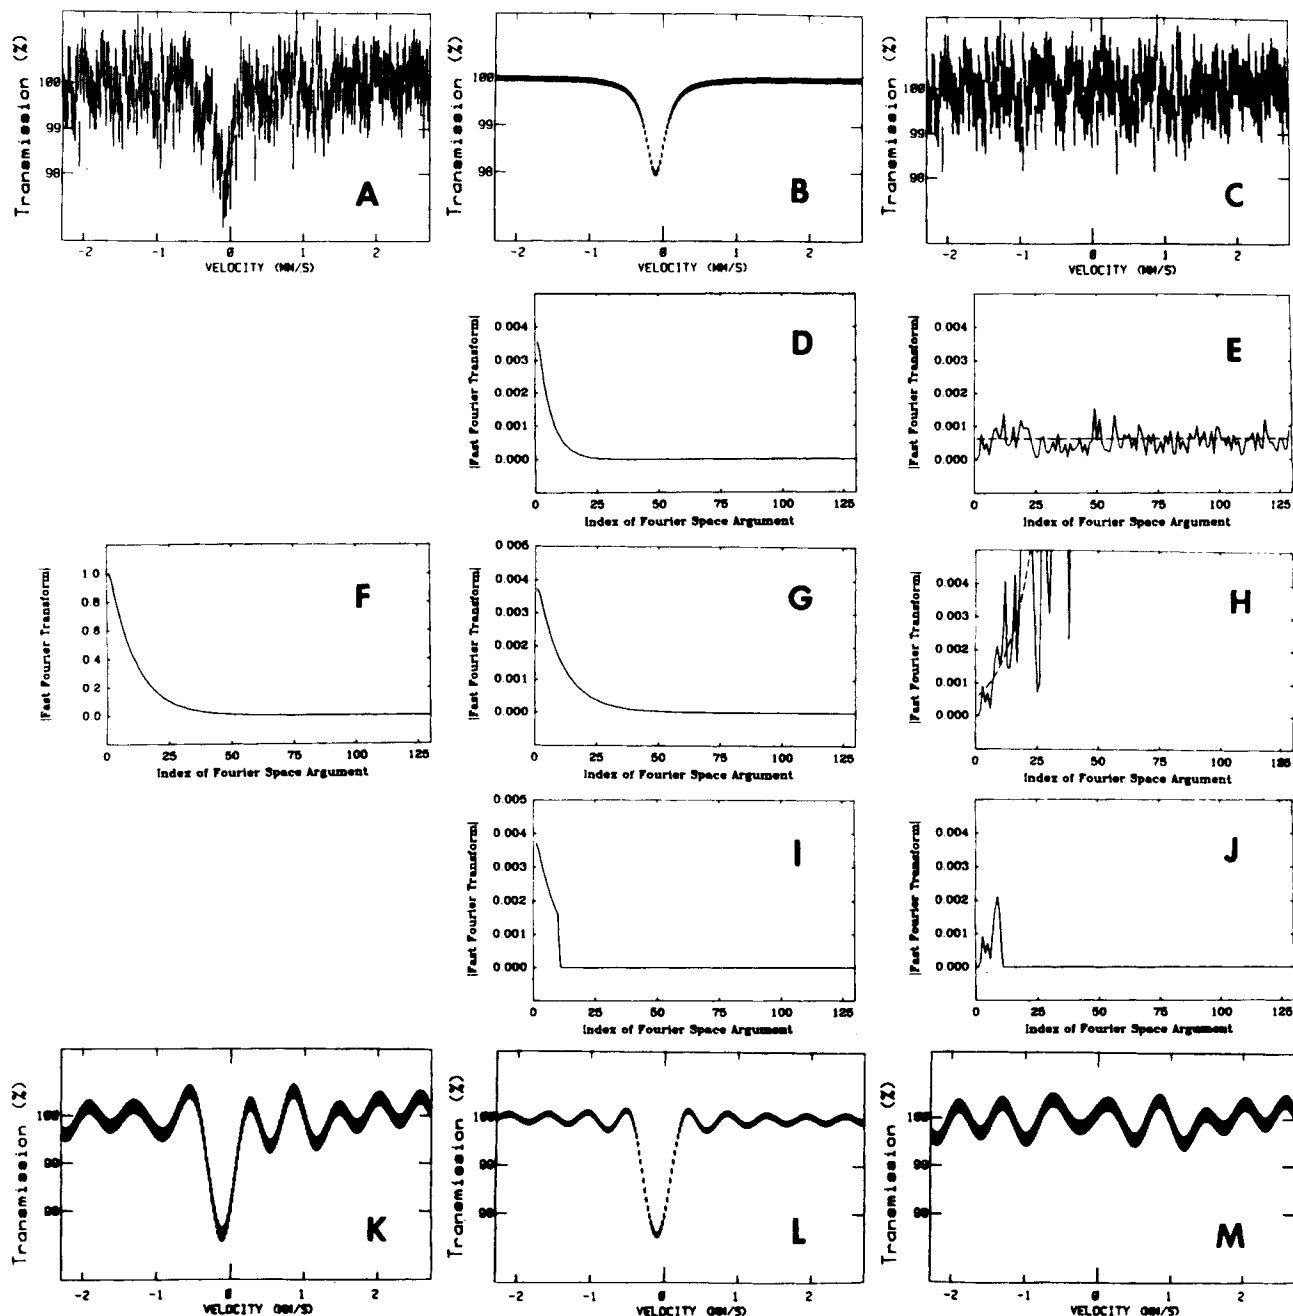 Transmission (%)
100
99
98
A
-2 -1 0 1 2
VELOCITY (MM/S)
Transmission (%)
100
99
98
B
-2 -1 0 1 2
VELOCITY (MM/S)
Transmission (%)
100
99
98
C
-2 -1 0 1 2
VELOCITY (MM/S)
|Fast Fourier Transform|
0.004
0.003
0.002
0.001
0.000
D
0 25 50 75 100 125
Index of Fourier Space Argument
|Fast Fourier Transform|
0.004
0.003
0.002
0.001
0.000
E
0 25 50 75 100 125
Index of Fourier Space Argument
|Fast Fourier Transform|
1 0
0.8
0.6
0 4
0.2
0.0
F
0 25 50 75 100 125
Index of Fourier Space Argument
|Fast Fourier Transform|
0.005
0.004
0.003
0.002
0.001
0.000
G
0 25 50 75 100 125
Index of Fourier Space Argument
|Fast Fourier Transform|
0.004
0.003
0.002
0.001
0.000
H
0 25 50 75 100 125
Index of Fourier Space Argument
|Fast Fourier Transform|
0.005
0.004
0.003
0.002
0.001
0.000
I
0 25 50 75 100 125
Index of Fourier Space Argument
|Fast Fourier Transform|
0.004
0.003
0.002
0.001
0.000
J
0 25 50 75 100 125
Index of Fourier Space Argument
Transmission (%)
100
99
98
K
-2 -1 0 1 2
VELOCITY (MM/S)
Transmission (%)
100
99
98
L
-2 -1 0 1 2
VELOCITY (MM/S)
Transmission (%)
100
99
98
M
-2 -1 0 1 2
VELOCITY (MM/S)